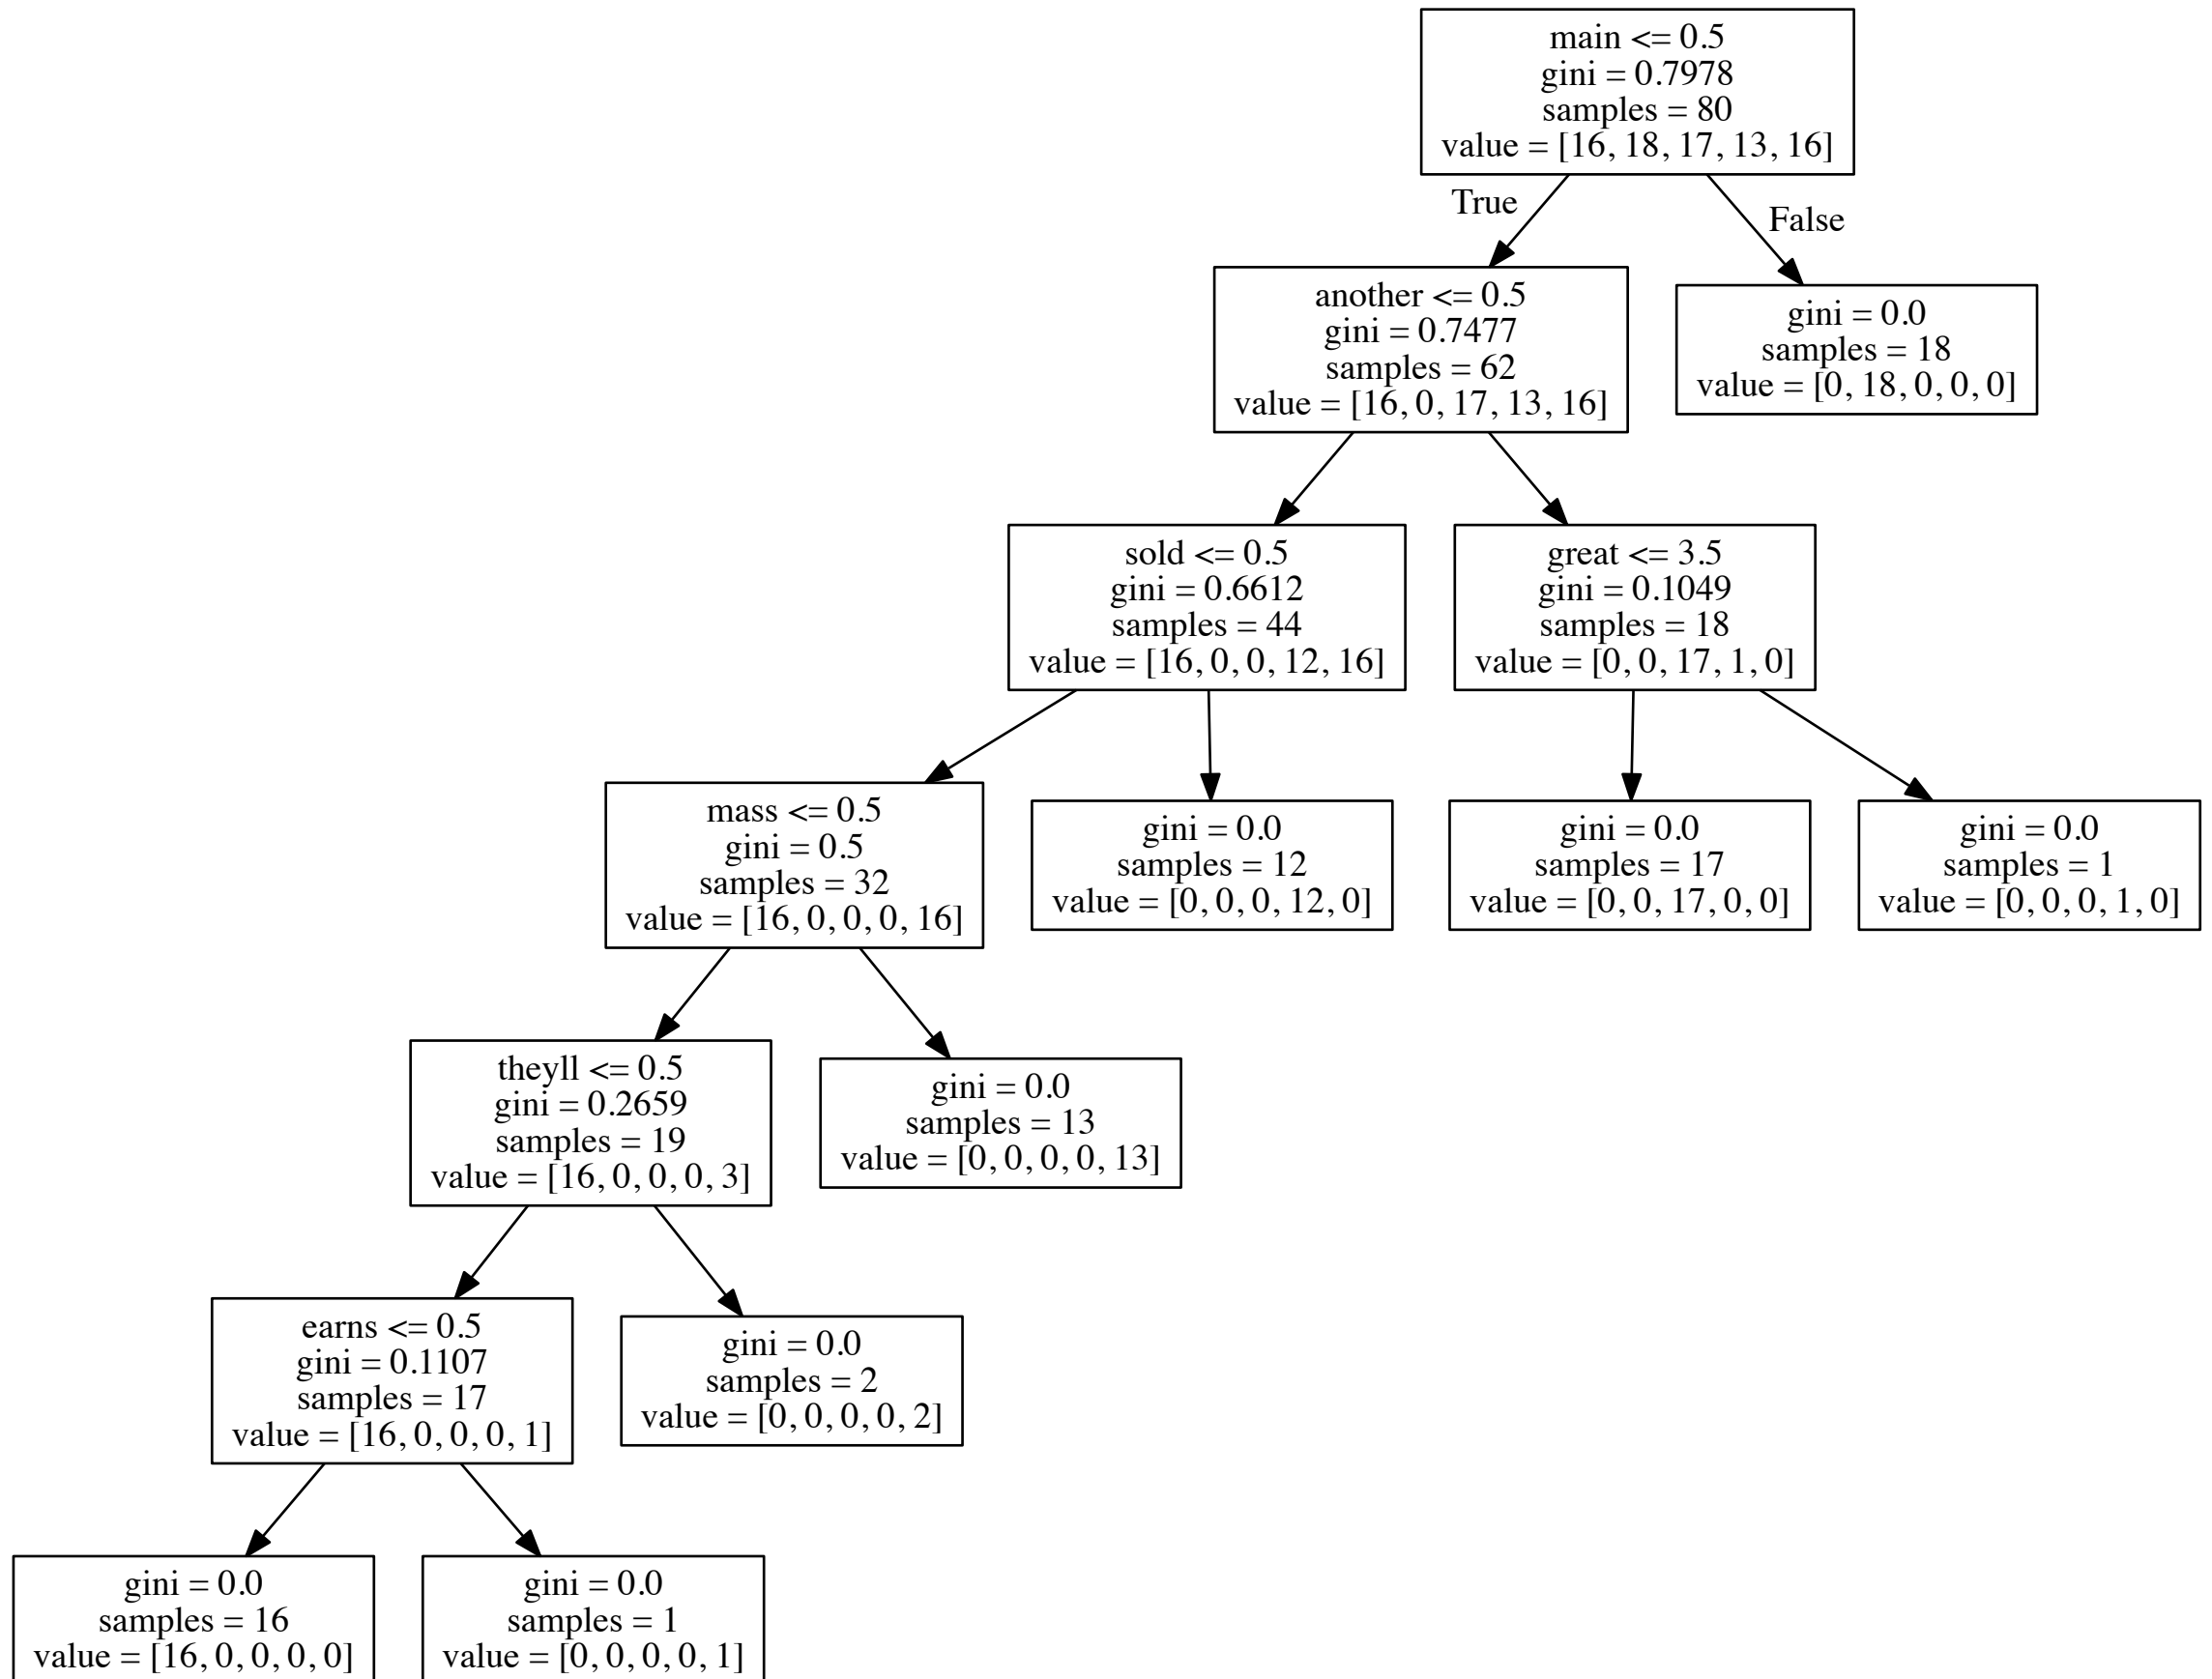 main <= 0.5
gini = 0.7978
samples = 80
value = [16, 18, 17, 13, 16]
True
False
another <= 0.5
gini = 0.7477
samples = 62
value = [16, 0, 17, 13, 16]
gini = 0.0
samples = 18
value = [0, 18, 0, 0, 0]
sold <= 0.5
gini = 0.6612
samples = 44
value = [16, 0, 0, 12, 16]
great <= 3.5
gini = 0.1049
samples = 18
value = [0, 0, 17, 1, 0]
mass <= 0.5
gini = 0.5
samples = 32
value = [16, 0, 0, 0, 16]
gini = 0.0
samples = 12
value = [0, 0, 0, 12, 0]
gini = 0.0
samples = 17
value = [0, 0, 17, 0, 0]
gini = 0.0
samples = 1
value = [0, 0, 0, 1, 0]
theyll <= 0.5
gini = 0.2659
samples = 19
value = [16, 0, 0, 0, 3]
gini = 0.0
samples = 13
value = [0, 0, 0, 0, 13]
earns <= 0.5
gini = 0.1107
samples = 17
value = [16, 0, 0, 0, 1]
gini = 0.0
samples = 2
value = [0, 0, 0, 0, 2]
gini = 0.0
samples = 16
value = [16, 0, 0, 0, 0]
gini = 0.0
samples = 1
value = [0, 0, 0, 0, 1]